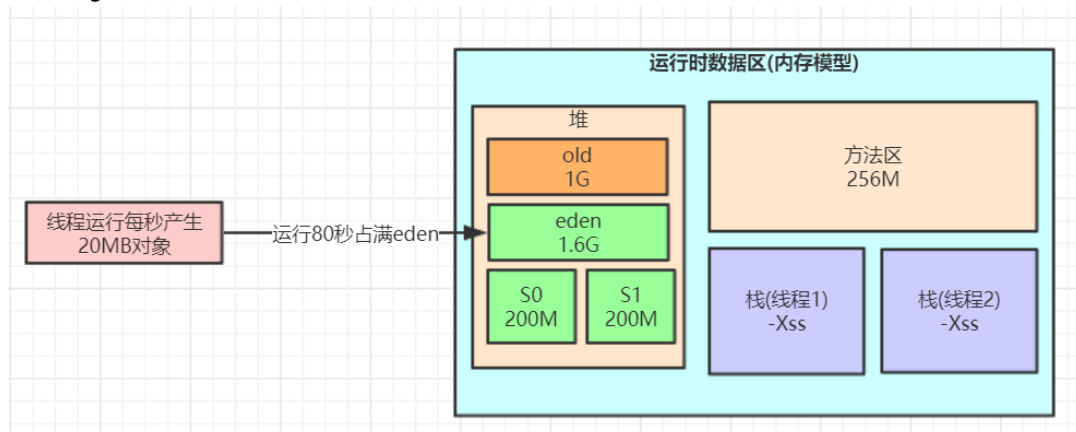 运行时数据区(内存模型)
堆
old
1G
eden
1.6G
S0
200M
S1
200M
方法区
256M
栈(线程1)
-Xss
栈(线程2)
-Xss
线程运行每秒产生
20MB对象
运行80秒占满eden